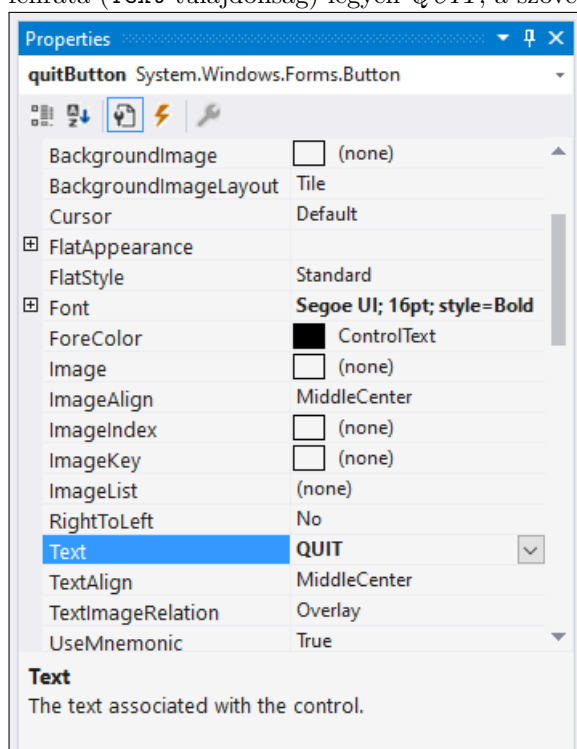 (Text tulajdonság) legyen QUIT, a
Properties
quitButton System.Windows.Forms.Button
BackgroundImage (none)
BackgroundImageLayout Tile
Cursor Default
FlatAppearance
FlatStyle Standard
Font Segoe UI; 16pt; style=Bold
ForeColor ControlText
Image (none)
ImageAlign MiddleCenter
ImageIndex (none)
ImageKey (none)
ImageList (none)
RightToLeft No
Text QUIT
TextAlign MiddleCenter
TextImageRelation Overlay
UseMnemonic True
Text
The text associated with the control.